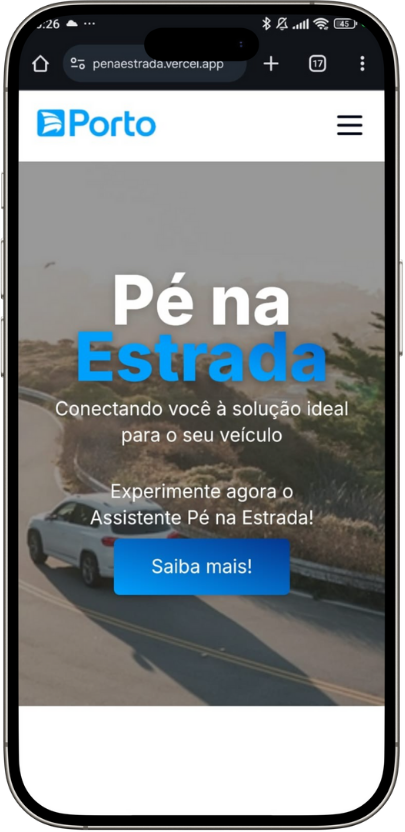 :26
45
penaestrada.vercel.app
17
Porto
Pé na
Estrada
Conectando você à solução ideal
para o seu veículo
Experimente agora o
Assistente Pé na Estrada!
Saiba mais!